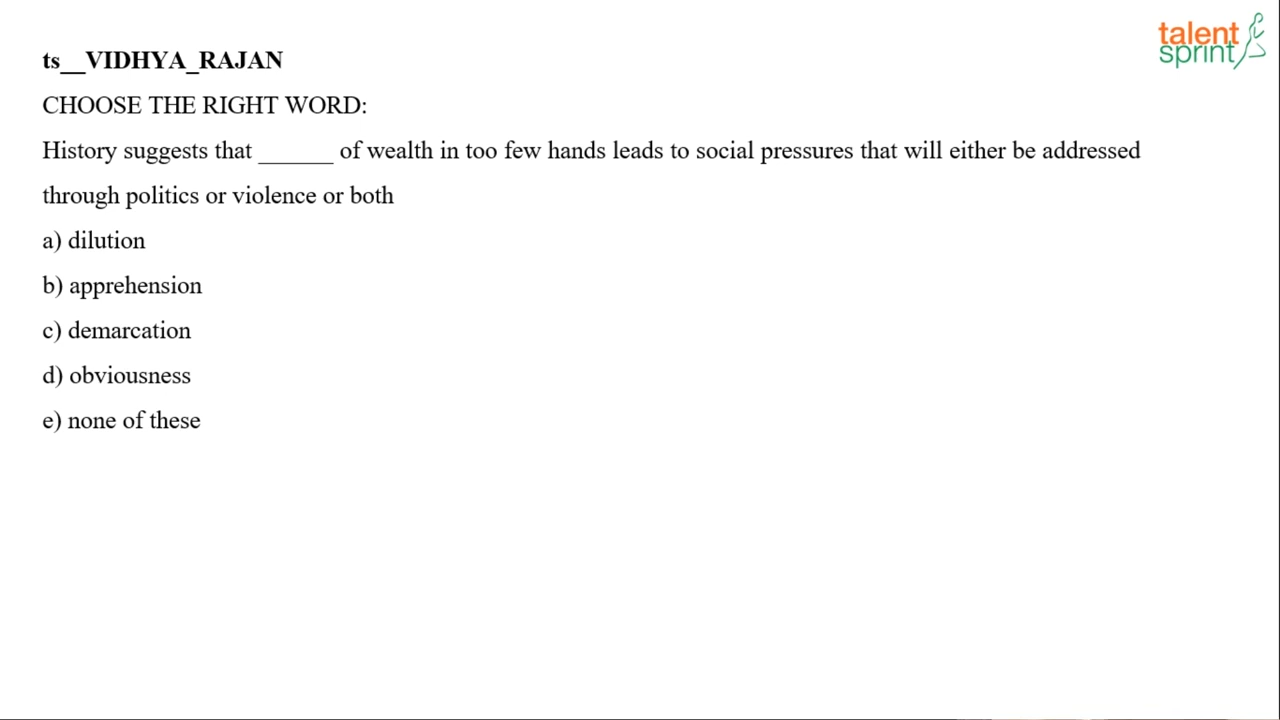 talent
sprint
ts__VIDHYA_RAJAN
CHOOSE THE RIGHT WORD:
History suggests that ______ of wealth in too few hands leads to social pressures that will either be addressed
through politics or violence or both
a) dilution
b) apprehension
c) demarcation
d) obviousness
e) none of these